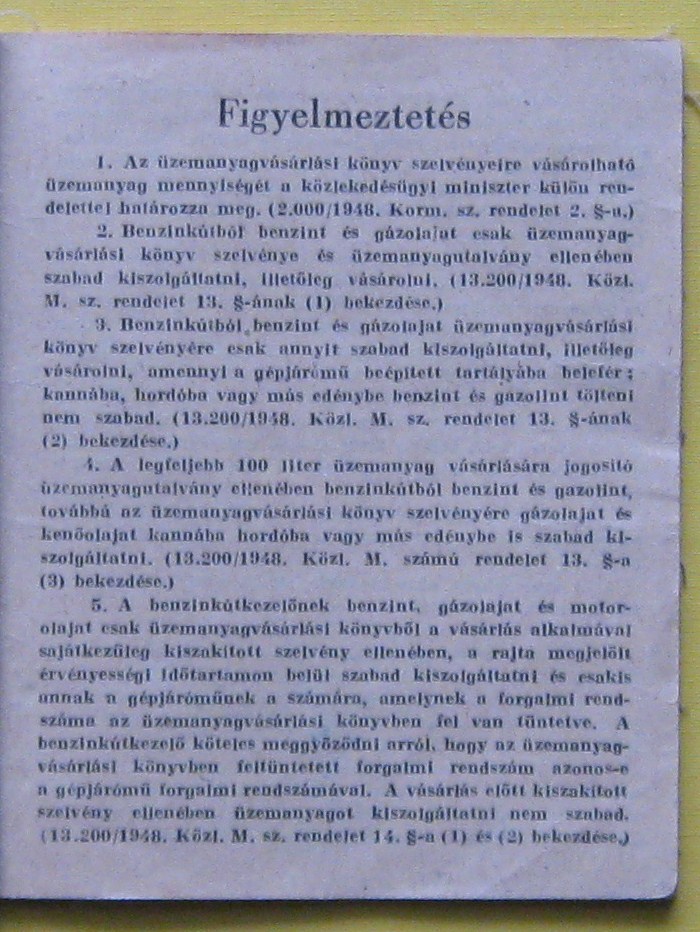 Figyelmeztetés
1. Az üzemanyagvásárlási könyv szelvényeire vásárolható
üzemanyag mennyiségét a közlekedésügyi miniszter külön ren-
delettel határozza meg. (2.000/1948. Korm. sz. rendelet 2. §-a.)
2. Benzinkútból benzint és gázolajat csak üzemanyag-
vásárlási könyv szelvénye és üzemanyagutalvány ellenében
szabad kiszolgáltatni, illetőleg vásárolni. (13.200/1948. Közl.
M. sz. rendelet 13. §-ának (1) bekezdése.)
3. Benzinkútból benzint és gázolajat üzemanyagvásárlási
könyv szelvényére csak annyit szabad kiszolgáltatni, illetőleg
vásárolni, amennyi a gépjárómű beépített tartályába belefér;
kannába, hordóba vagy más edénybe benzint és gazolint tölteni
nem szabad. (13.200/1948. Közl. M. sz. rendelet 13. §-ának
(2) bekezdése.)
4. A legfeljebb 100 liter üzemanyag vásárlására jogosító
üzemanyagutalvány ellenében benzinkútból benzint és gazolint,
továbbá az üzemanyagvásárlási könyv szelvényére gázolajat és
kenőolajat kannába hordóba vagy más edénybe is szabad ki-
szolgáltatni. (13.200/1948. Közl. M. számú rendelet 13. §-a
(3) bekezdése.)
5. A benzinkútkezelőnek benzint, gázolajat és motor-
olajat csak üzemanyagvásárlási könyvből a vásárlás alkalmával
sajátkezűleg kiszakított szelvény ellenében, a rajta megjelölt
érvényességi időtartamon belül szabad kiszolgáltatni és csakis
annak a gépjáróműnek a számára, amelynek a forgalmi rend-
száma az üzemanyagvásárlási könyvben fel van tüntetve. A
benzinkútkezelő köteles meggyőződni arról, hogy az üzemanyag-
vásárlási könyvben feltüntetett forgalmi rendszám azonos-e
a gépjárómű forgalmi rendszámával. A vásárlás előtt kiszakított
szelvény ellenében üzemanyagot kiszolgáltatni nem szabad.
(13.200/1948. Közl. M. sz. rendelet 14. §-a (1) és (2) bekezdése.)